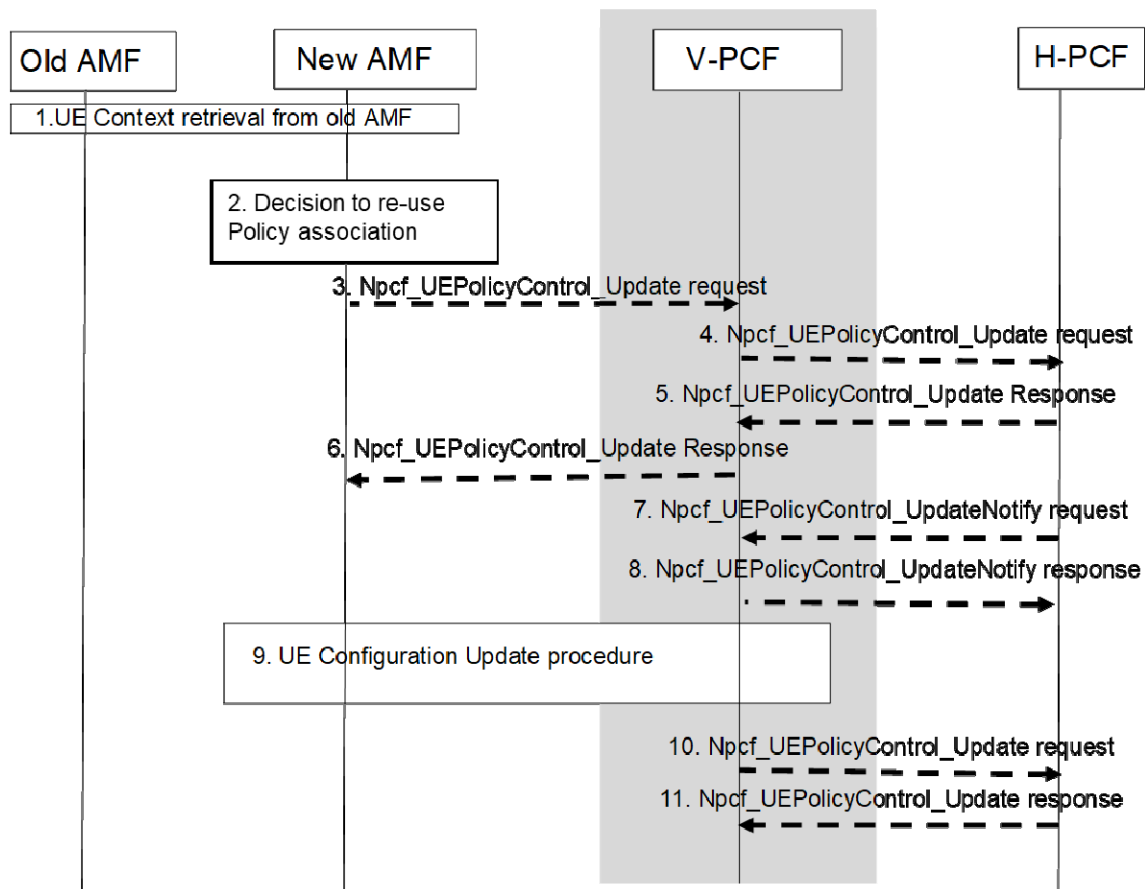 Old AMF
New AMF
V-PCF
H-PCF
1.UE Context retrieval from old AMF
2. Decision to re-use
Policy association
3. Npcf_UEPolicyControl_Update request
4. Npcf_UEPolicyControl_Update request
5. Npcf_UEPolicyControl_Update Response
6. Npcf_UEPolicyControl_Update Response
7. Npcf_UEPolicyControl_UpdateNotify request
8. Npcf_UEPolicyControl_UpdateNotify response
9. UE Configuration Update procedure
10. Npcf_UEPolicyControl_Update request
11. Npcf_UEPolicyControl_Update response